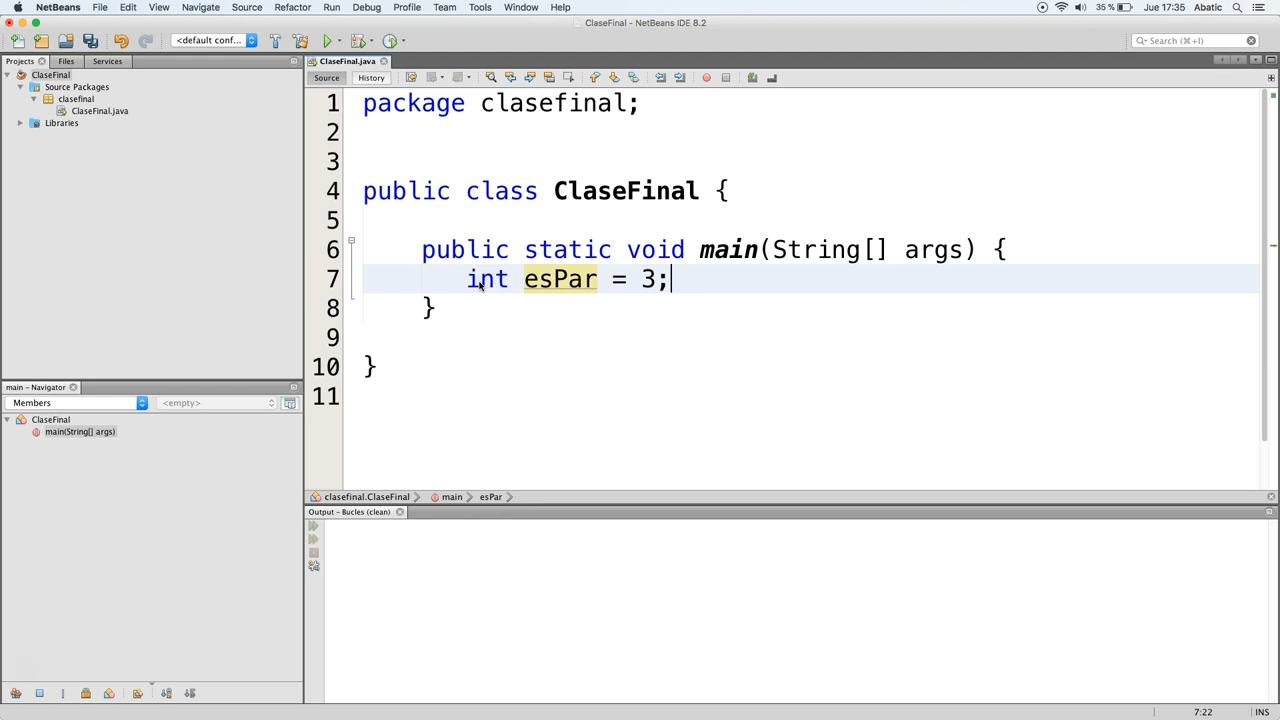 NetBeans File Edit View Navigate Source Refactor Run Debug Profile Team Tools Window Help 35 % Jue 17:35 Abatic
ClaseFinal - NetBeans IDE 8.2
<default conf... Search (⌘+I)
Projects Files Services ClaseFinal.java
Source History
ClaseFinal
Source Packages
clasefinal
ClaseFinal.java
Libraries
1 package clasefinal;
2
3
4 public class ClaseFinal {
5
6 public static void main(String[] args) {
7 int esPar = 3;
8 }
9
10 }
11
main – Navigator
Members <empty>
ClaseFinal
main(String[] args)
clasefinal.ClaseFinal main esPar
Output – Bucles (clean)
7:22 INS